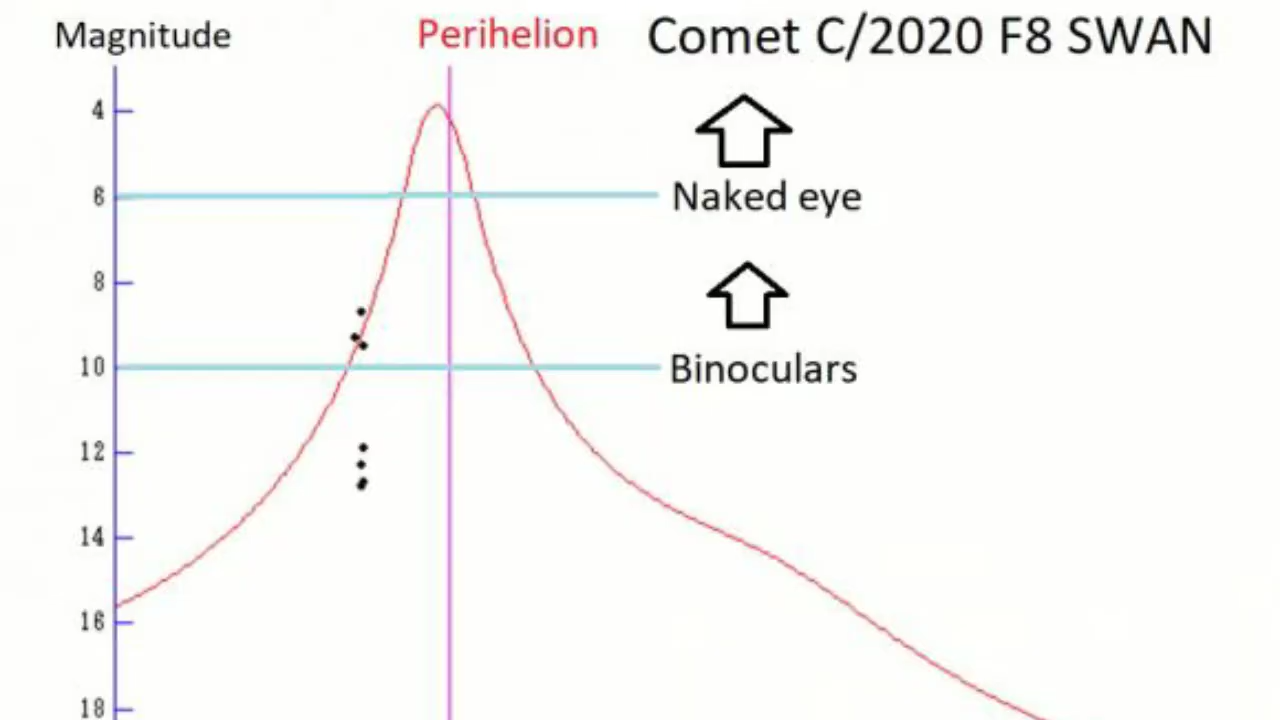 Magnitude
Perihelion
Comet C/2020 F8 SWAN
4
6
Naked eye
8
10
Binoculars
12
14
16
18